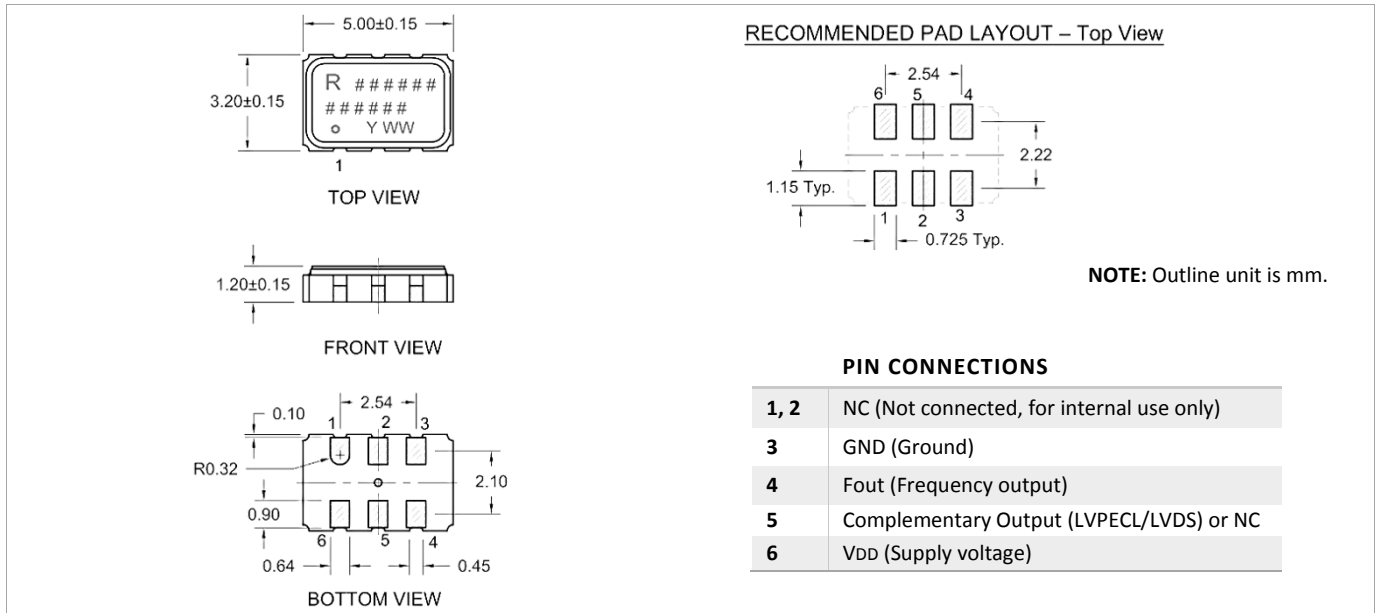 5.00±0.15
3.20±0.15
R ######
######
Y WW
1
TOP VIEW
1.20±0.15
FRONT VIEW
0.10
2.54
1 2 3
R0.32
2.10
0.90
6 5 4
0.64
0.45
BOTTOM VIEW
RECOMMENDED PAD LAYOUT – Top View
2.54
6 5 4
2.22
1.15 Typ.
1 2 3
0.725 Typ.
NOTE: Outline unit is mm.
PIN CONNECTIONS
1, 2 NC (Not connected, for internal use only)
3 GND (Ground)
4 Fout (Frequency output)
5 Complementary Output (LVPECL/LVDS) or NC
6 VDD (Supply voltage)